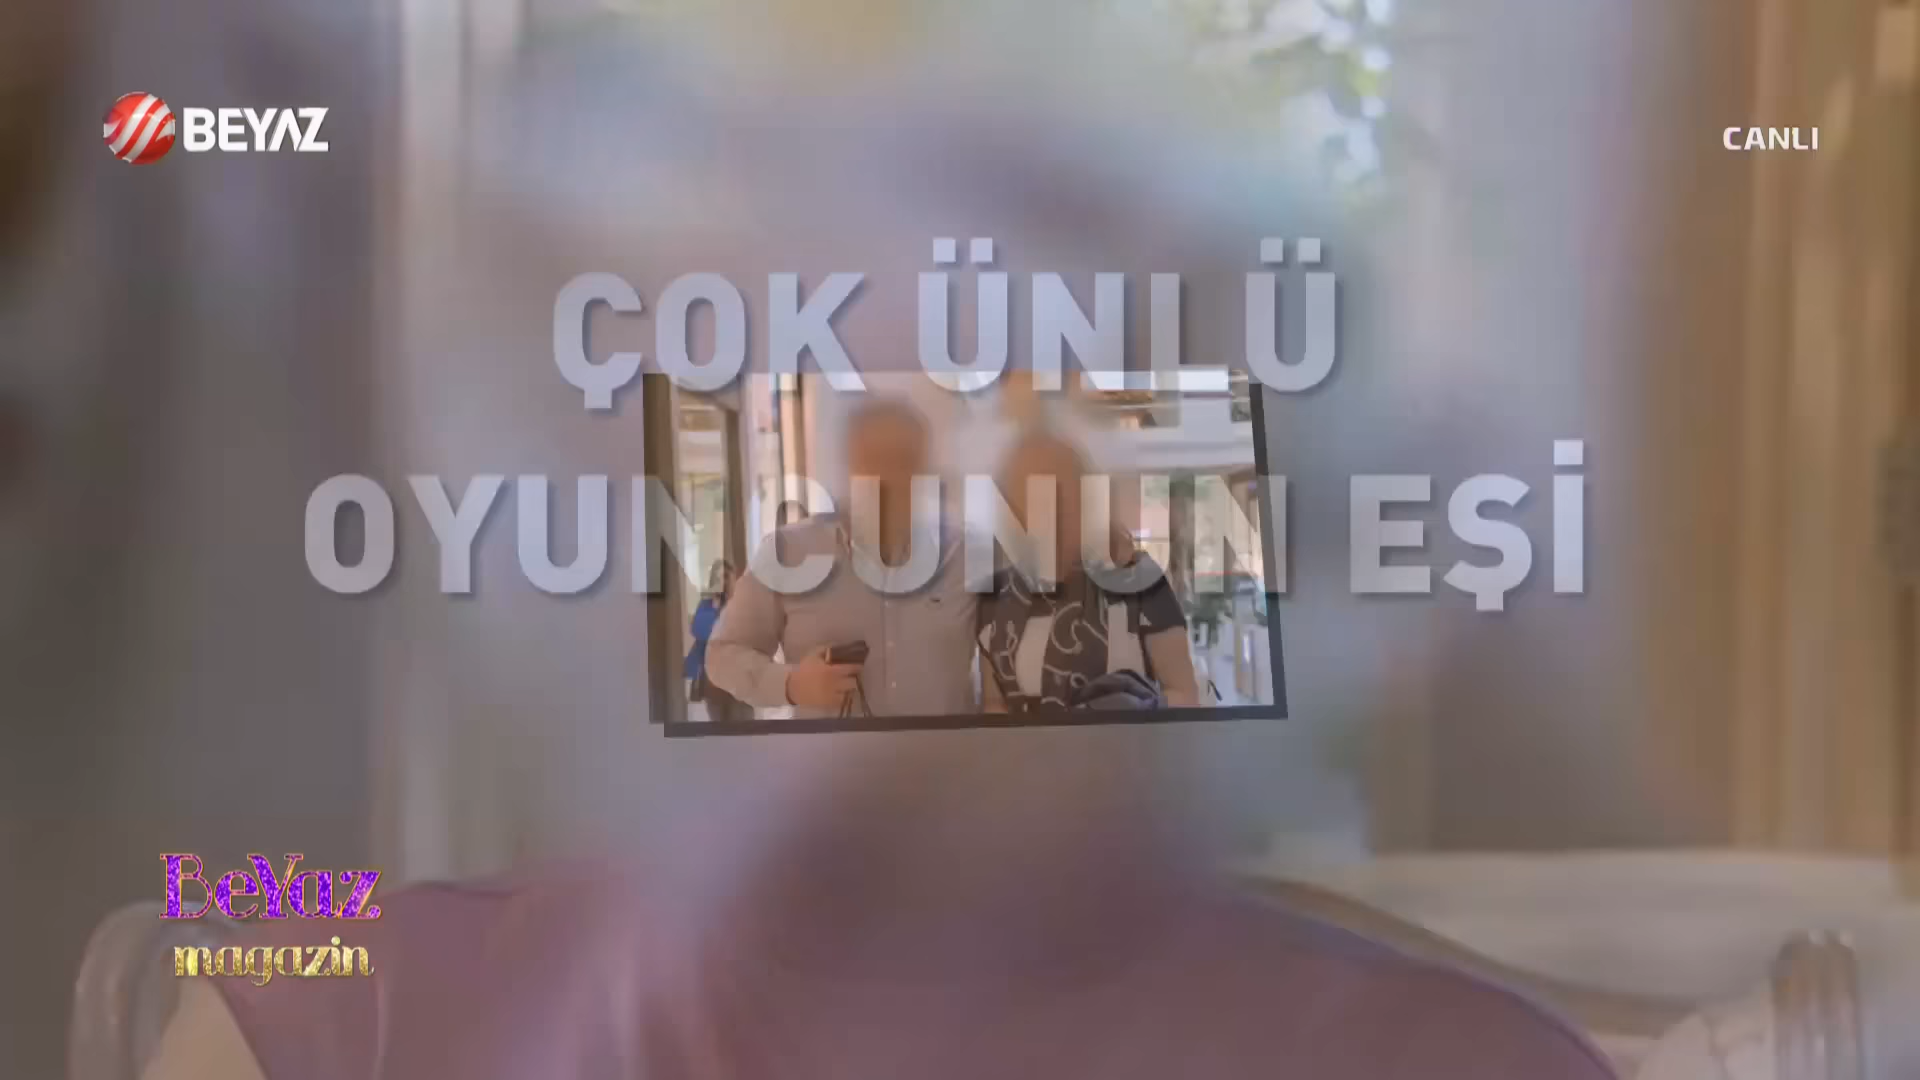 BEYAZ
CANLI
ÇOK ÜNLÜ
OYUNCUNUN EŞİ
BeYaz
magazin